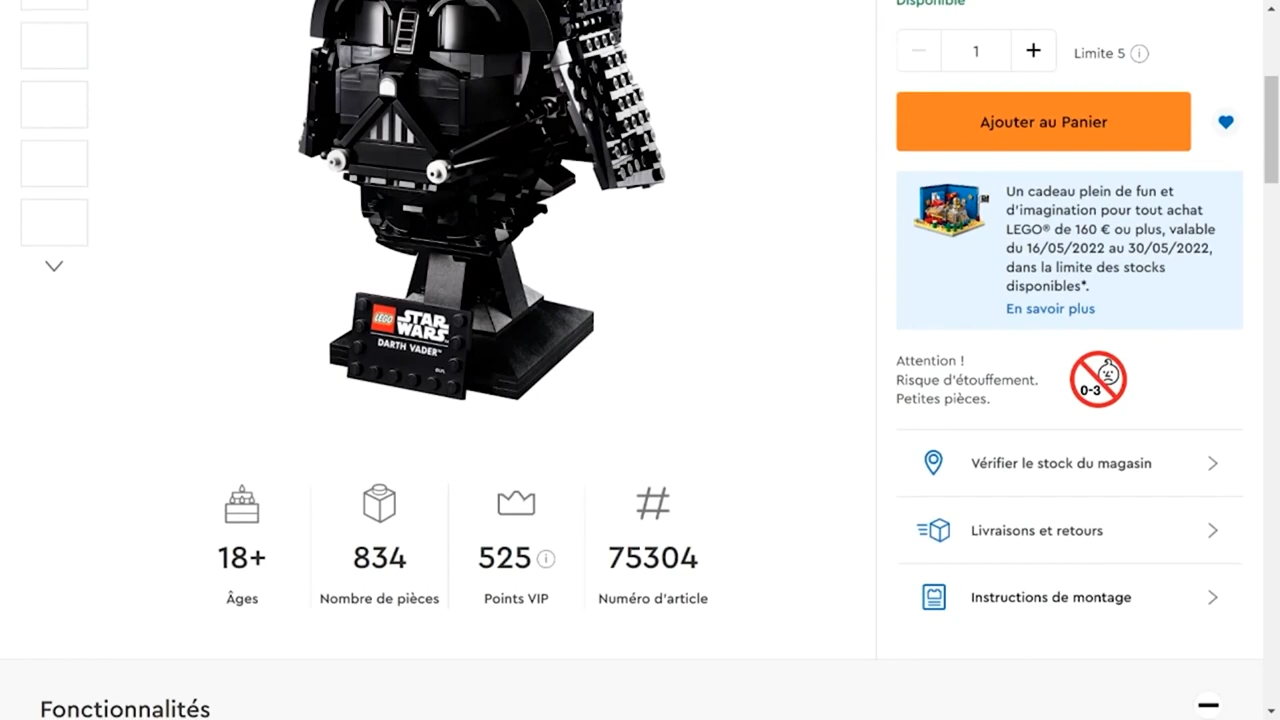 Disponible
1
Limite 5
Ajouter au Panier
Un cadeau plein de fun et
d'imagination pour tout achat
LEGO® de 160 € ou plus, valable
du 16/05/2022 au 30/05/2022,
dans la limite des stocks
disponibles*.
En savoir plus
LEGO
STAR
WARS
DARTH VADER™
Attention !
Risque d'étouffement.
Petites pièces.
0-3
Vérifier le stock du magasin
Livraisons et retours
Instructions de montage
18+
834
525
75304
Âges
Nombre de pièces
Points VIP
Numéro d'article
Fonctionnalités